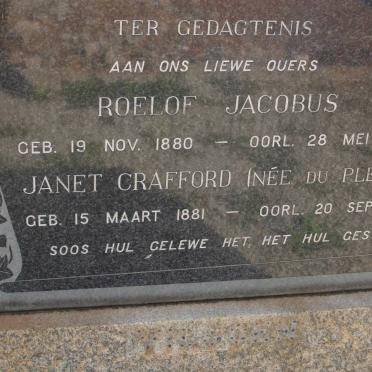 TER GEDAGTENIS
AAN ONS LIEWE OUERS
ROELOF JACOBUS
GEB. 19 NOV. 1880 — OORL. 28 MEI
JANET CRAFFORD (NÉE DU PLE
GEB. 15 MAART 1881 — OORL. 20 SEP
SOOS HUL GELEWE HET, HET HUL GES